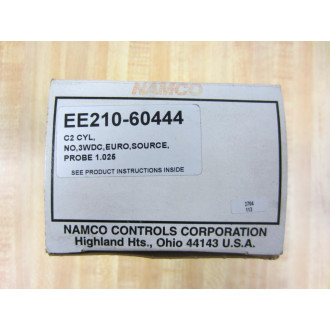 NAMCO
EE210-60444
C2 CYL,
NO,3WDC,EURO,SOURCE,
PROBE 1.025
SEE PRODUCT INSTRUCTIONS INSIDE
NAMCO CONTROLS CORPORATION
Highland Hts., Ohio 44143 U.S.A.